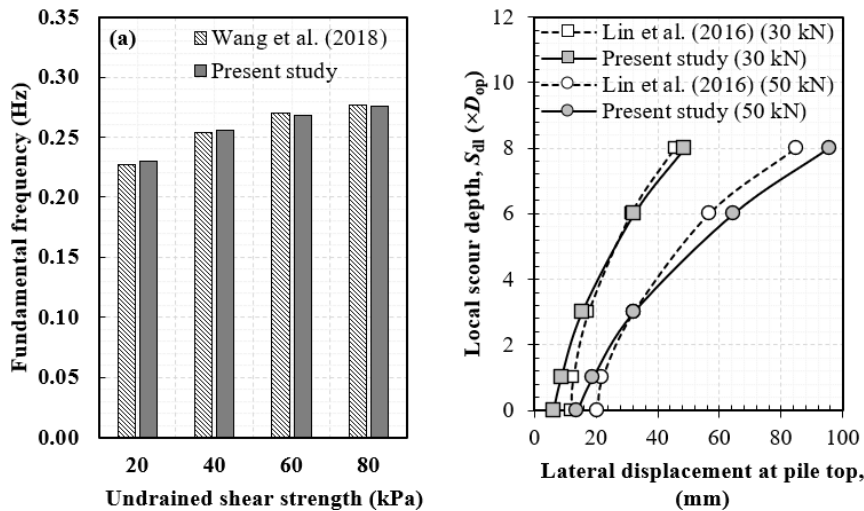 (a)
Wang et al. (2018)
Present study
0.35
0.30
0.25
0.20
0.15
0.10
0.05
0.00
Fundamental frequency (Hz)
20 40 60 80
Undrained shear strength (kPa)
Lin et al. (2016) (30 kN)
Present study (30 kN)
Lin et al. (2016) (50 kN)
Present study (50 kN)
12
10
8
6
4
2
0
Local scour depth, S_dl (×D_op)
0 20 40 60 80 100
Lateral displacement at pile top,
(mm)